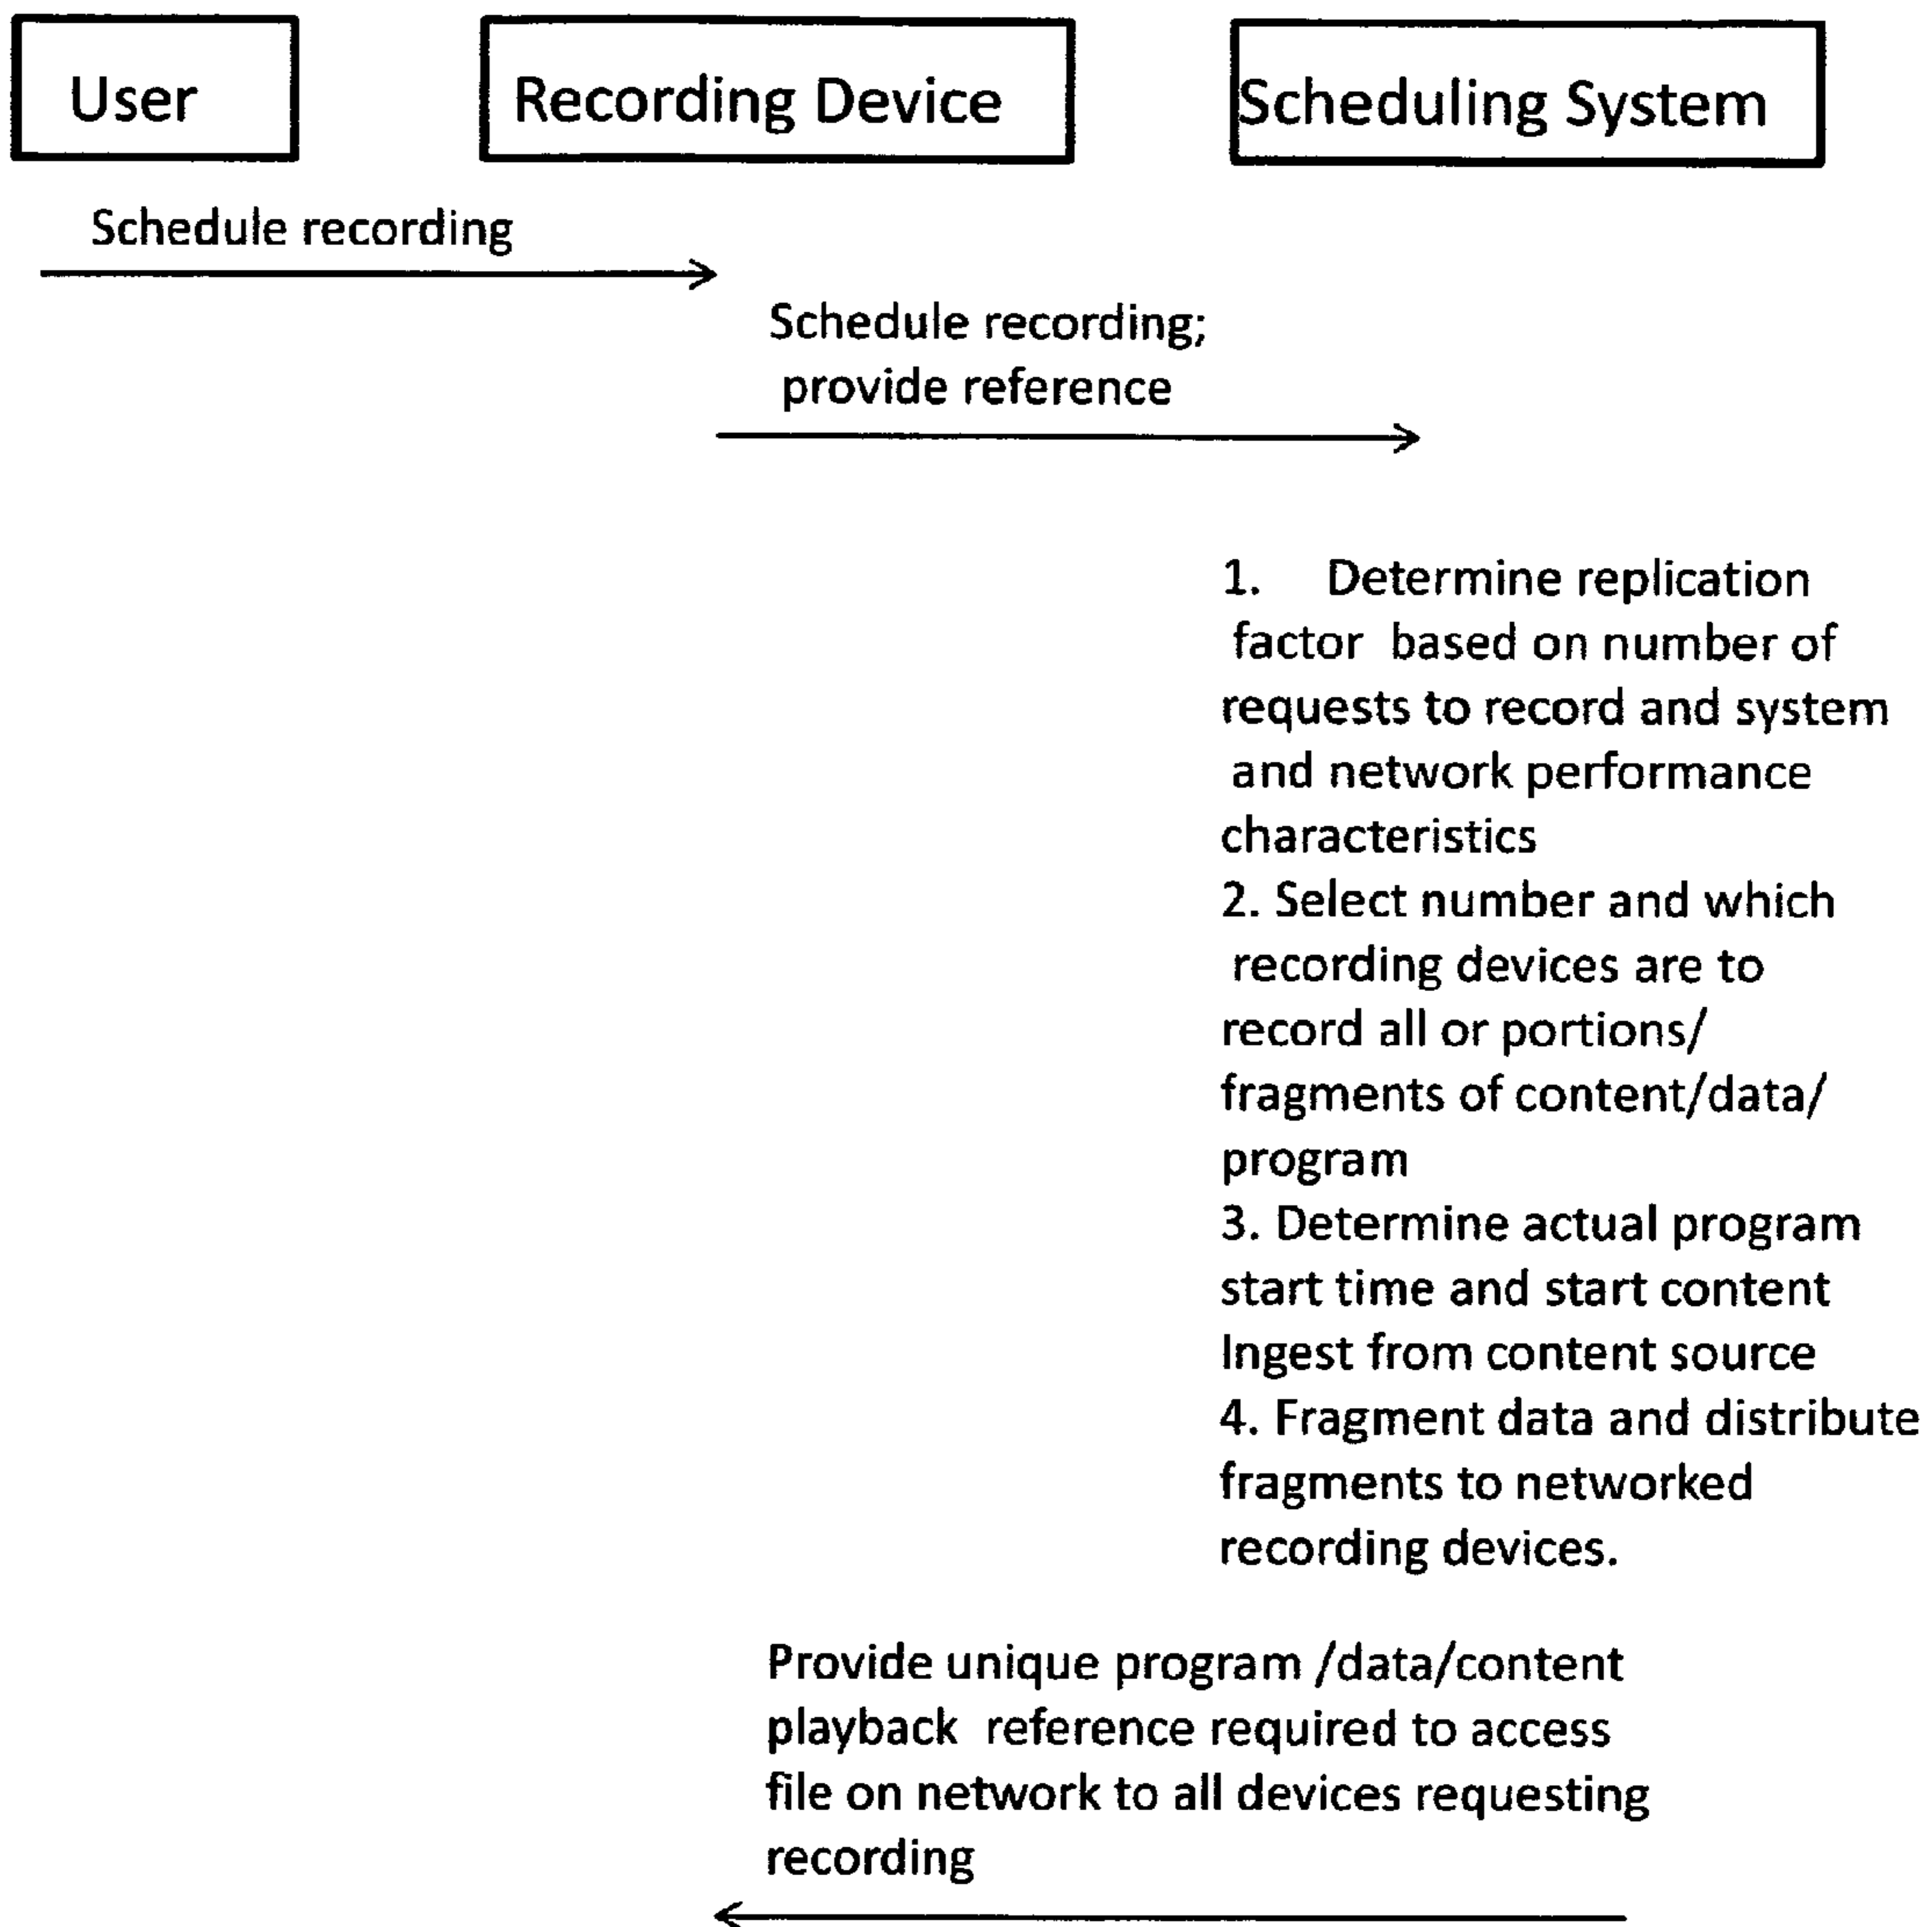 User
Recording Device
Scheduling System
Schedule recording
Schedule recording;
provide reference
1. Determine replication
factor based on number of
requests to record and system
and network performance
characteristics
2. Select number and which
recording devices are to
record all or portions/
fragments of content/data/
program
3. Determine actual program
start time and start content
Ingest from content source
4. Fragment data and distribute
fragments to networked
recording devices.
Provide unique program /data/content
playback reference required to access
file on network to all devices requesting
recording